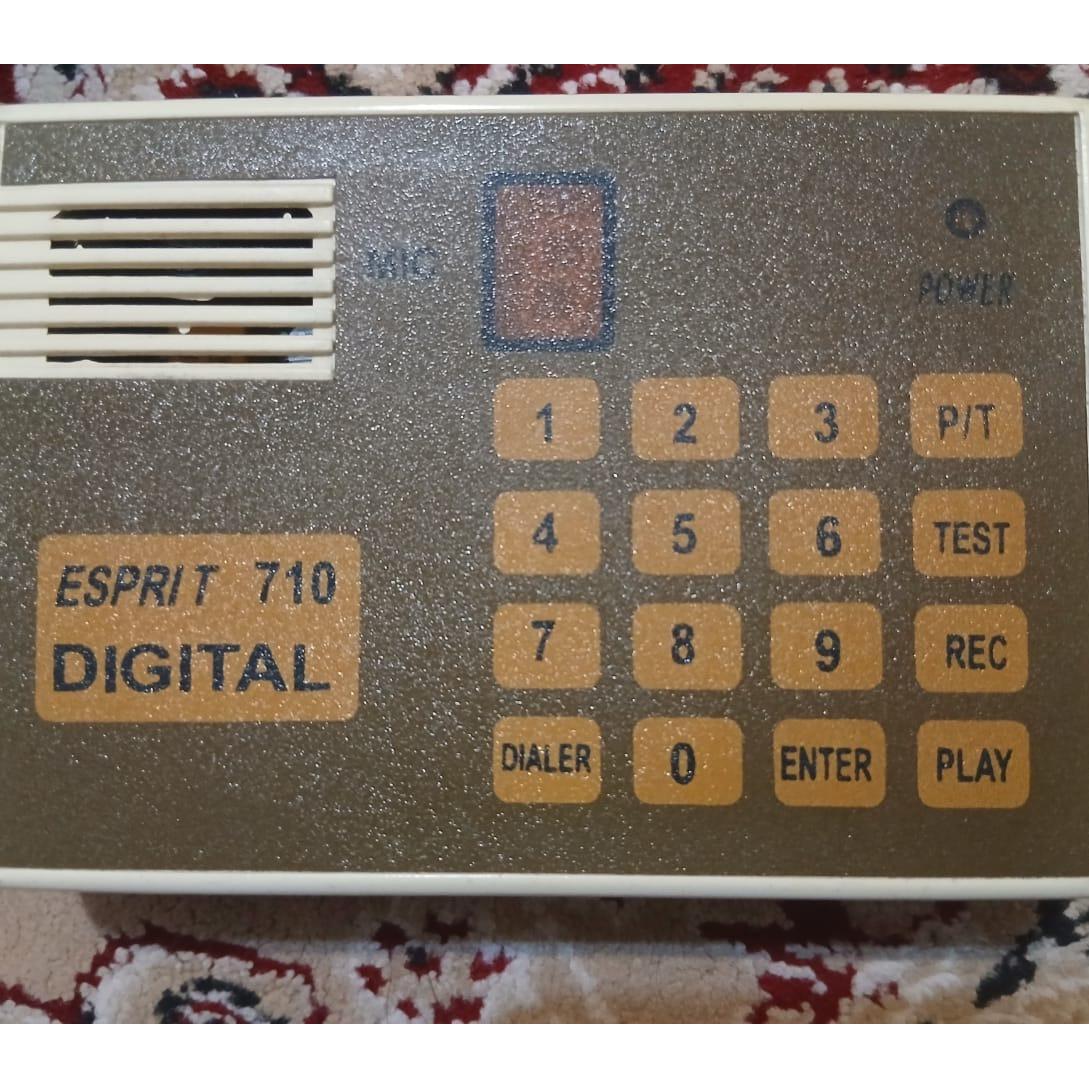 MIC
POWER
1 2 3 P/T
4 5 6 TEST
ESPRIT 710
DIGITAL
7 8 9 REC
DIALER 0 ENTER PLAY